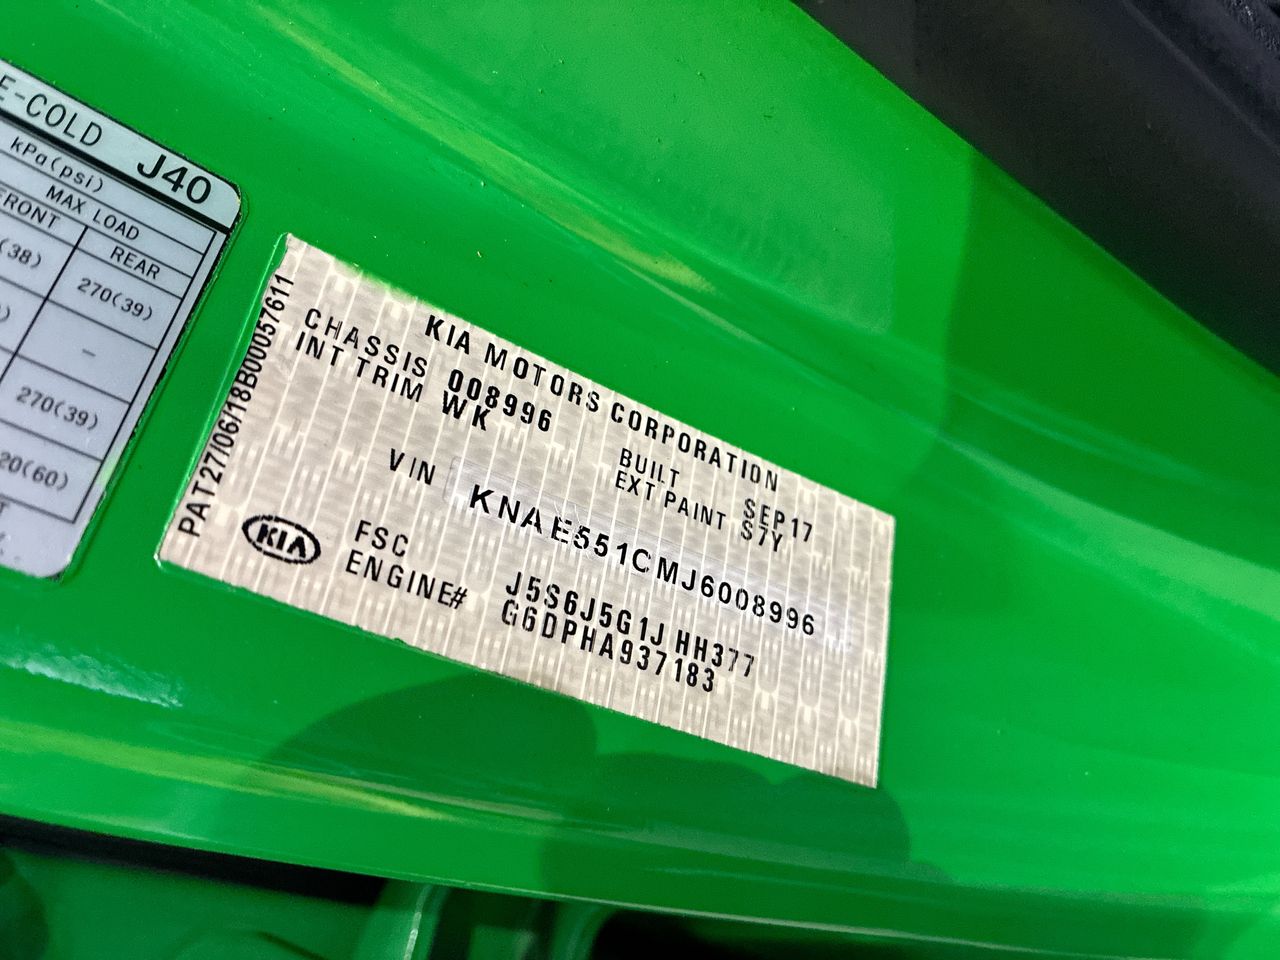 E-COLD J40
kPa(psi)
MAX LOAD
FRONT REAR
(38) 270(39)
-
270(39)
20(60)
PAT27/06/18B00057611
KIA MOTORS CORPORATION
CHASSIS 008996 BUILT SEP17
INT TRIM WK EXT PAINT S7Y
VIN KNAE551CMJ6008996
KIA
FSC J5S6J5G1J HH377
ENGINE# G6DPHA937183